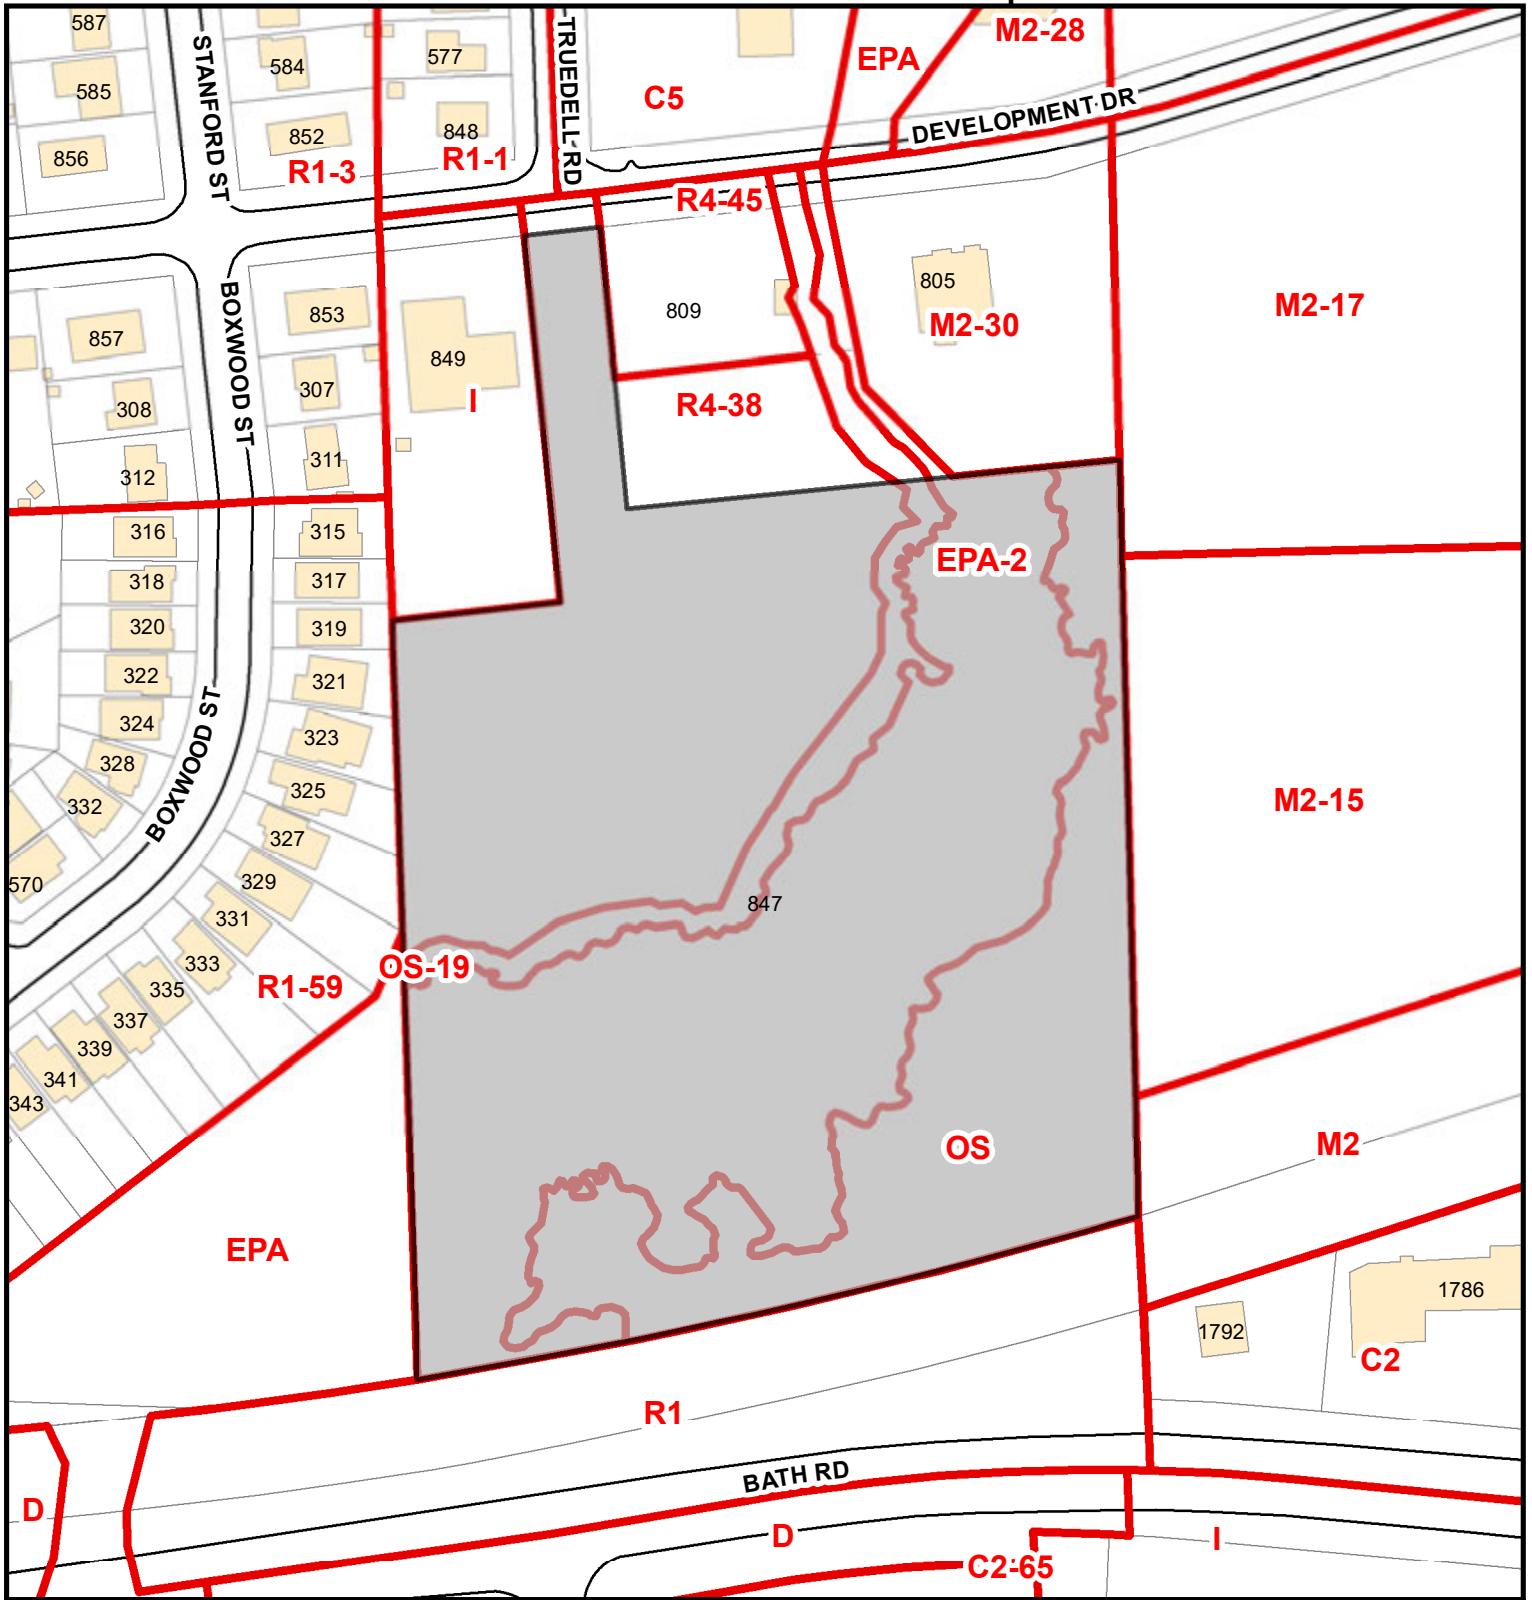 587
STANFORD ST
584
577
TRUEDELL RD
EPA
M2-28
585
C5
DEVELOPMENT DR
852
848
856
R1-3
R1-1
R4-45
805
M2-17
853
809
M2-30
857
BOXWOOD ST
849
307
I
R4-38
308
311
312
316
315
EPA-2
318
317
320
319
322
321
324
323
328
BOXWOOD ST
325
M2-15
332
327
570
329
847
331
333
OS-19
335
R1-59
337
339
341
343
OS
M2
EPA
1786
1792
C2
R1
BATH RD
D
D
I
C2-65